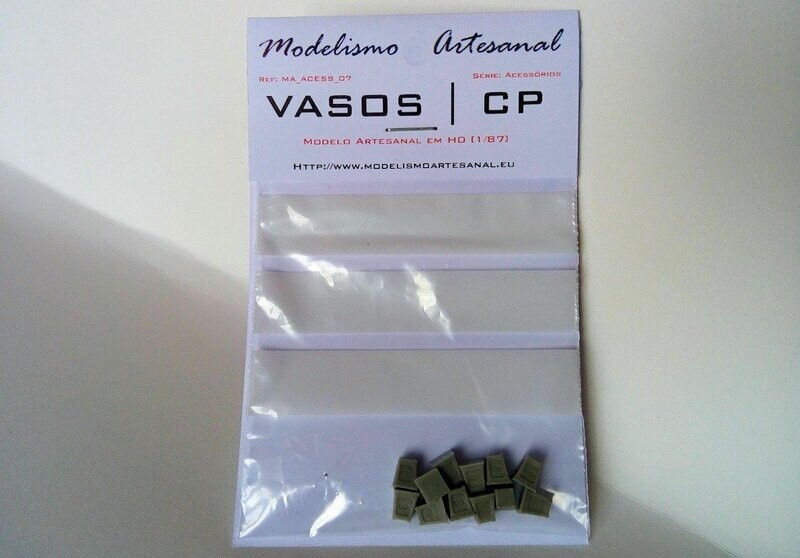 Modelismo Artesanal
Ref: MA_ACESS_07 Série: Acessórios
VASOS | CP
Modelo Artesanal em HO [1/87]
Http://www.modelismoartesanal.eu